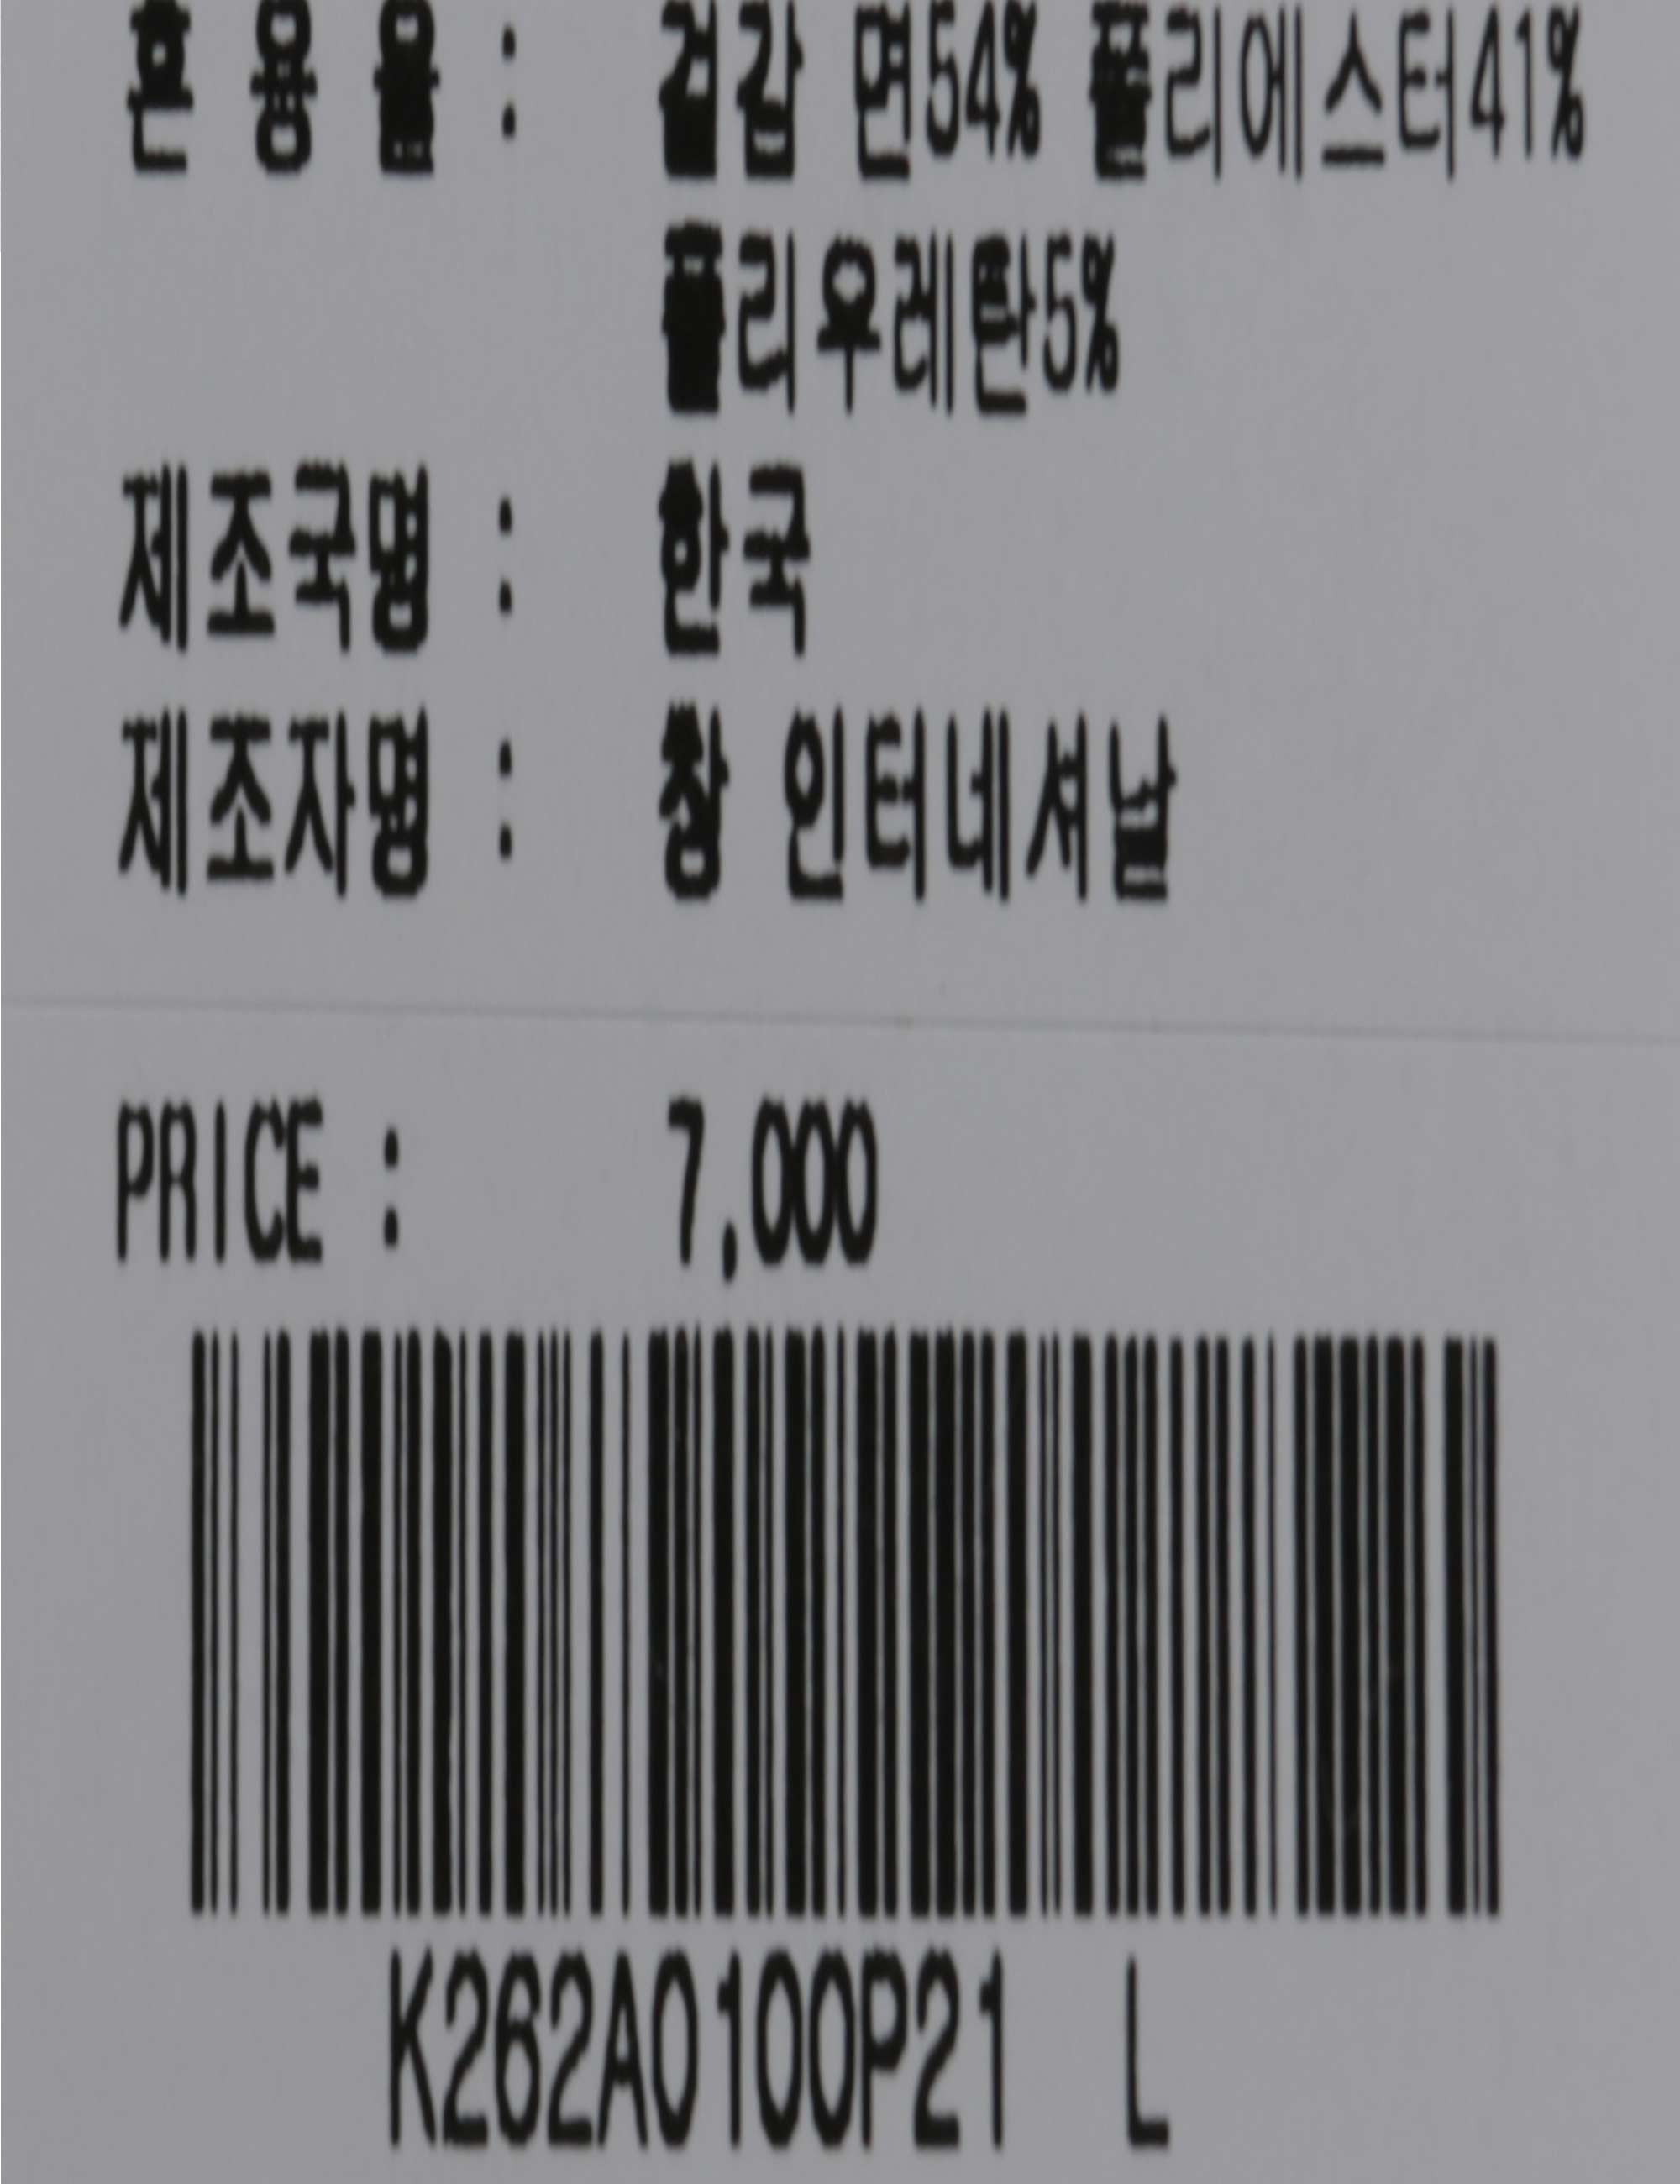 혼 용 율 : 겉감 면54% 폴리에스터41%
폴리우레탄5%
제조국명 : 한국
제조자명 : 창 인터네셔날
PRICE : 7,000
K262A0100P21 L